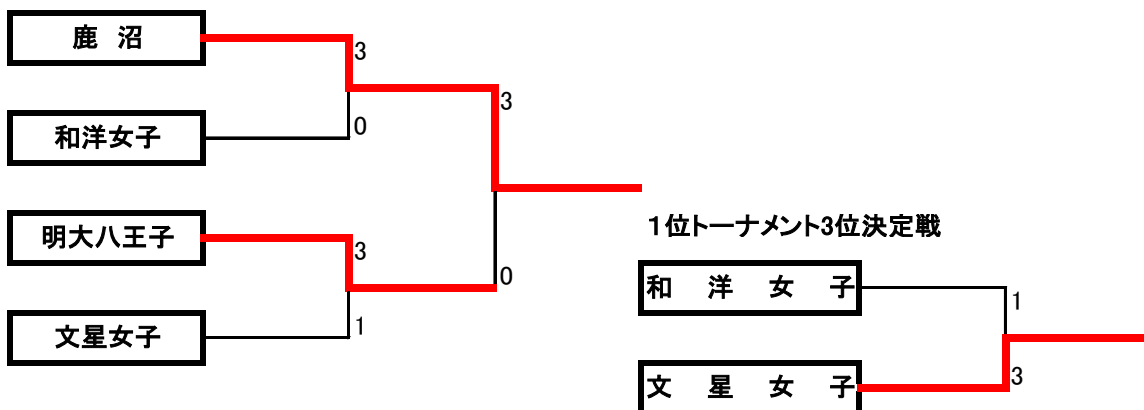 鹿 沼
3
3
和洋女子
0
明大八王子
3
0
文星女子
1
1位トーナメント3位決定戦
和 洋 女 子
1
文 星 女 子
3